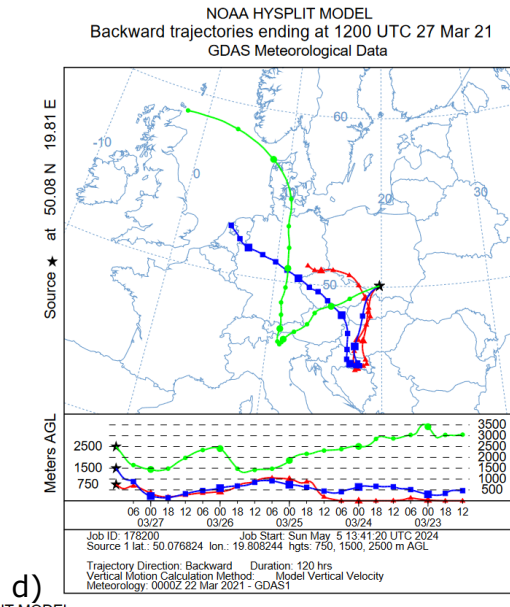 NOAA HYSPLIT MODEL
Backward trajectories ending at 1200 UTC 27 Mar 21
GDAS Meteorological Data
Source ★ at 50.08 N 19.81 E
-10
0
60
20
30
50
50
Meters AGL
2500
1500
750
3500
3000
2500
2000
1500
1000
500
06 00 18 12 06 00 18 12 06 00 18 12 06 00 18 12 06 00 18 12
03/27 03/26 03/25 03/24 03/23
Job ID: 178200 Job Start: Sun May 5 13:41:20 UTC 2024
Source 1 lat.: 50.076824 lon.: 19.808244 hgts: 750, 1500, 2500 m AGL
Trajectory Direction: Backward Duration: 120 hrs
Vertical Motion Calculation Method: Model Vertical Velocity
Meteorology: 0000Z 22 Mar 2021 - GDAS1
d)